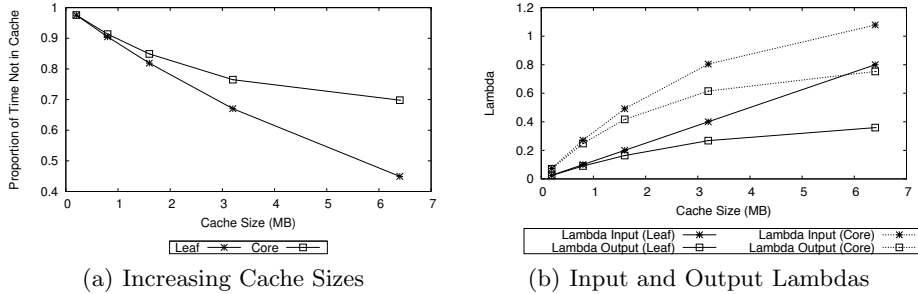 1
0.9
0.8
0.7
0.6
0.5
0.4
0 1 2 3 4 5 6 7
Proportion of Time Not in Cache
Cache Size (MB)
Leaf Core
(a) Increasing Cache Sizes
1.2
1
0.8
0.6
0.4
0.2
0
0 1 2 3 4 5 6 7
Lambda
Cache Size (MB)
Lambda Input (Leaf) Lambda Input (Core)
Lambda Output (Leaf) Lambda Output (Core)
(b) Input and Output Lambdas